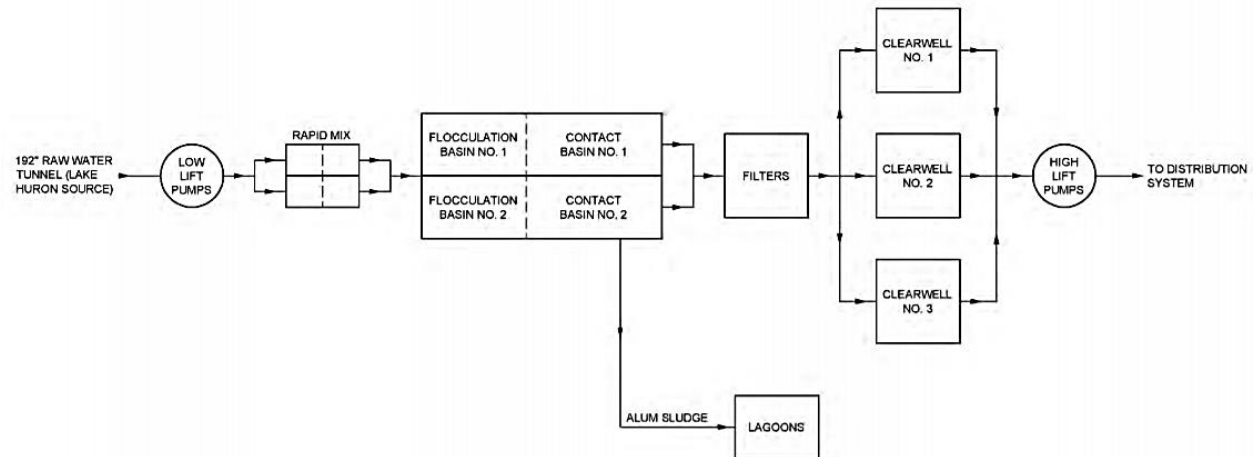 192" RAW WATER
TUNNEL (LAKE
HURON SOURCE)
LOW
LIFT
PUMPS
RAPID MIX
FLOCCULATION
BASIN NO. 1
CONTACT
BASIN NO. 1
FLOCCULATION
BASIN NO. 2
CONTACT
BASIN NO. 2
FILTERS
CLEARWELL
NO. 1
CLEARWELL
NO. 2
CLEARWELL
NO. 3
HIGH
LIFT
PUMPS
TO DISTRIBUTION
SYSTEM
ALUM SLUDGE
LAGOONS